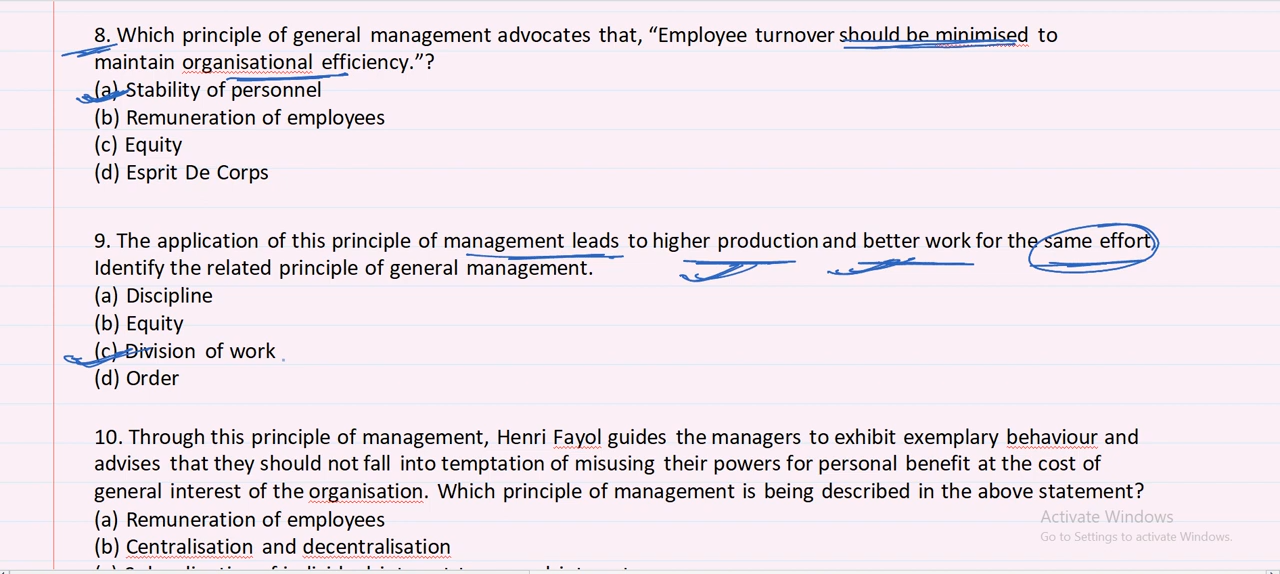 8. Which principle of general management advocates that, “Employee turnover should be minimised to
maintain organisational efficiency.”?
(a) Stability of personnel
(b) Remuneration of employees
(c) Equity
(d) Esprit De Corps
9. The application of this principle of management leads to higher production and better work for the same effort.
Identify the related principle of general management.
(a) Discipline
(b) Equity
(c) Division of work
(d) Order
10. Through this principle of management, Henri Fayol guides the managers to exhibit exemplary behaviour and
advises that they should not fall into temptation of misusing their powers for personal benefit at the cost of
general interest of the organisation. Which principle of management is being described in the above statement?
(a) Remuneration of employees
(b) Centralisation and decentralisation
Activate Windows
Go to Settings to activate Windows.